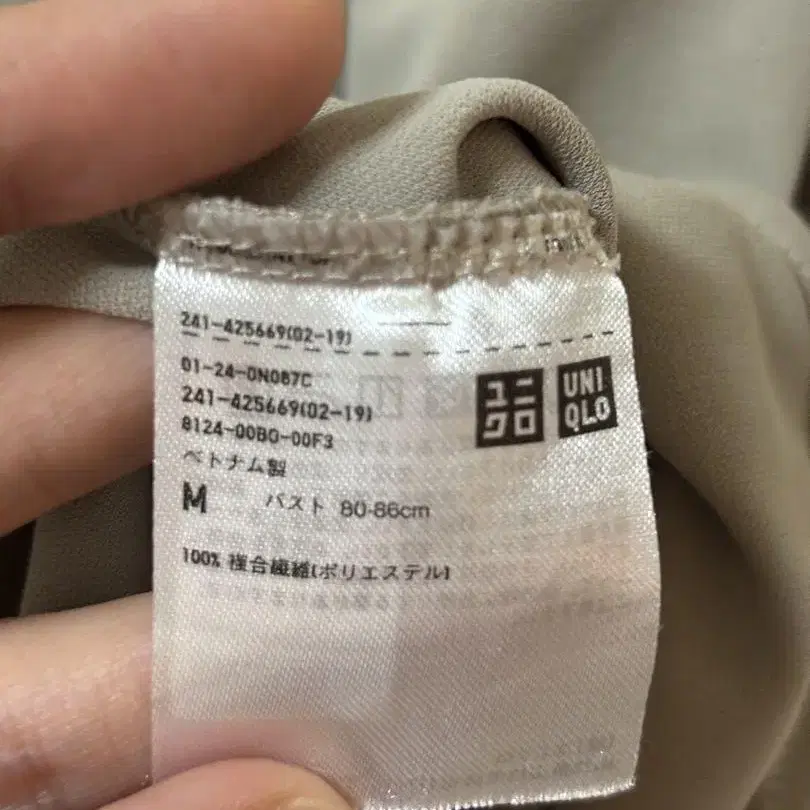 241-425669(02-19)
01-24-0N087C
241-425669(02-19)
8124-00B0-00F3
ユニ
クロ
UNI
QLO
ベトナム製
M バスト 80-86cm
100% 複合繊維(ポリエステル)